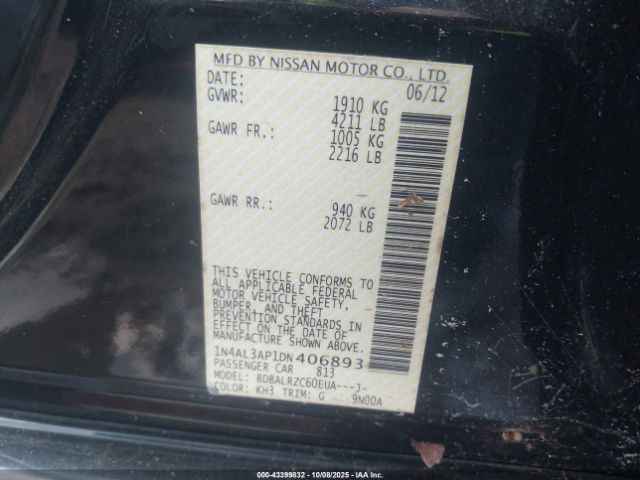 MFD BY NISSAN MOTOR CO., LTD.
DATE: 06/12
GVWR: 1910 KG
4211 LB
GAWR FR.: 1005 KG
2216 LB
GAWR RR.: 940 KG
2072 LB
THIS VEHICLE CONFORMS TO
ALL APPLICABLE FEDERAL
MOTOR VEHICLE SAFETY,
BUMPER AND THEFT
PREVENTION STANDARDS IN
EFFECT ON THE DATE OF
MANUFACTURE SHOWN ABOVE.
1N4AL3AP1DN406893
PASSENGER CAR 813
MODEL: BDBALRZC60EUA---J-
COLOR: KH3 TRIM: G 9N00A
000-43399832 - 10/08/2025 - IAA Inc.